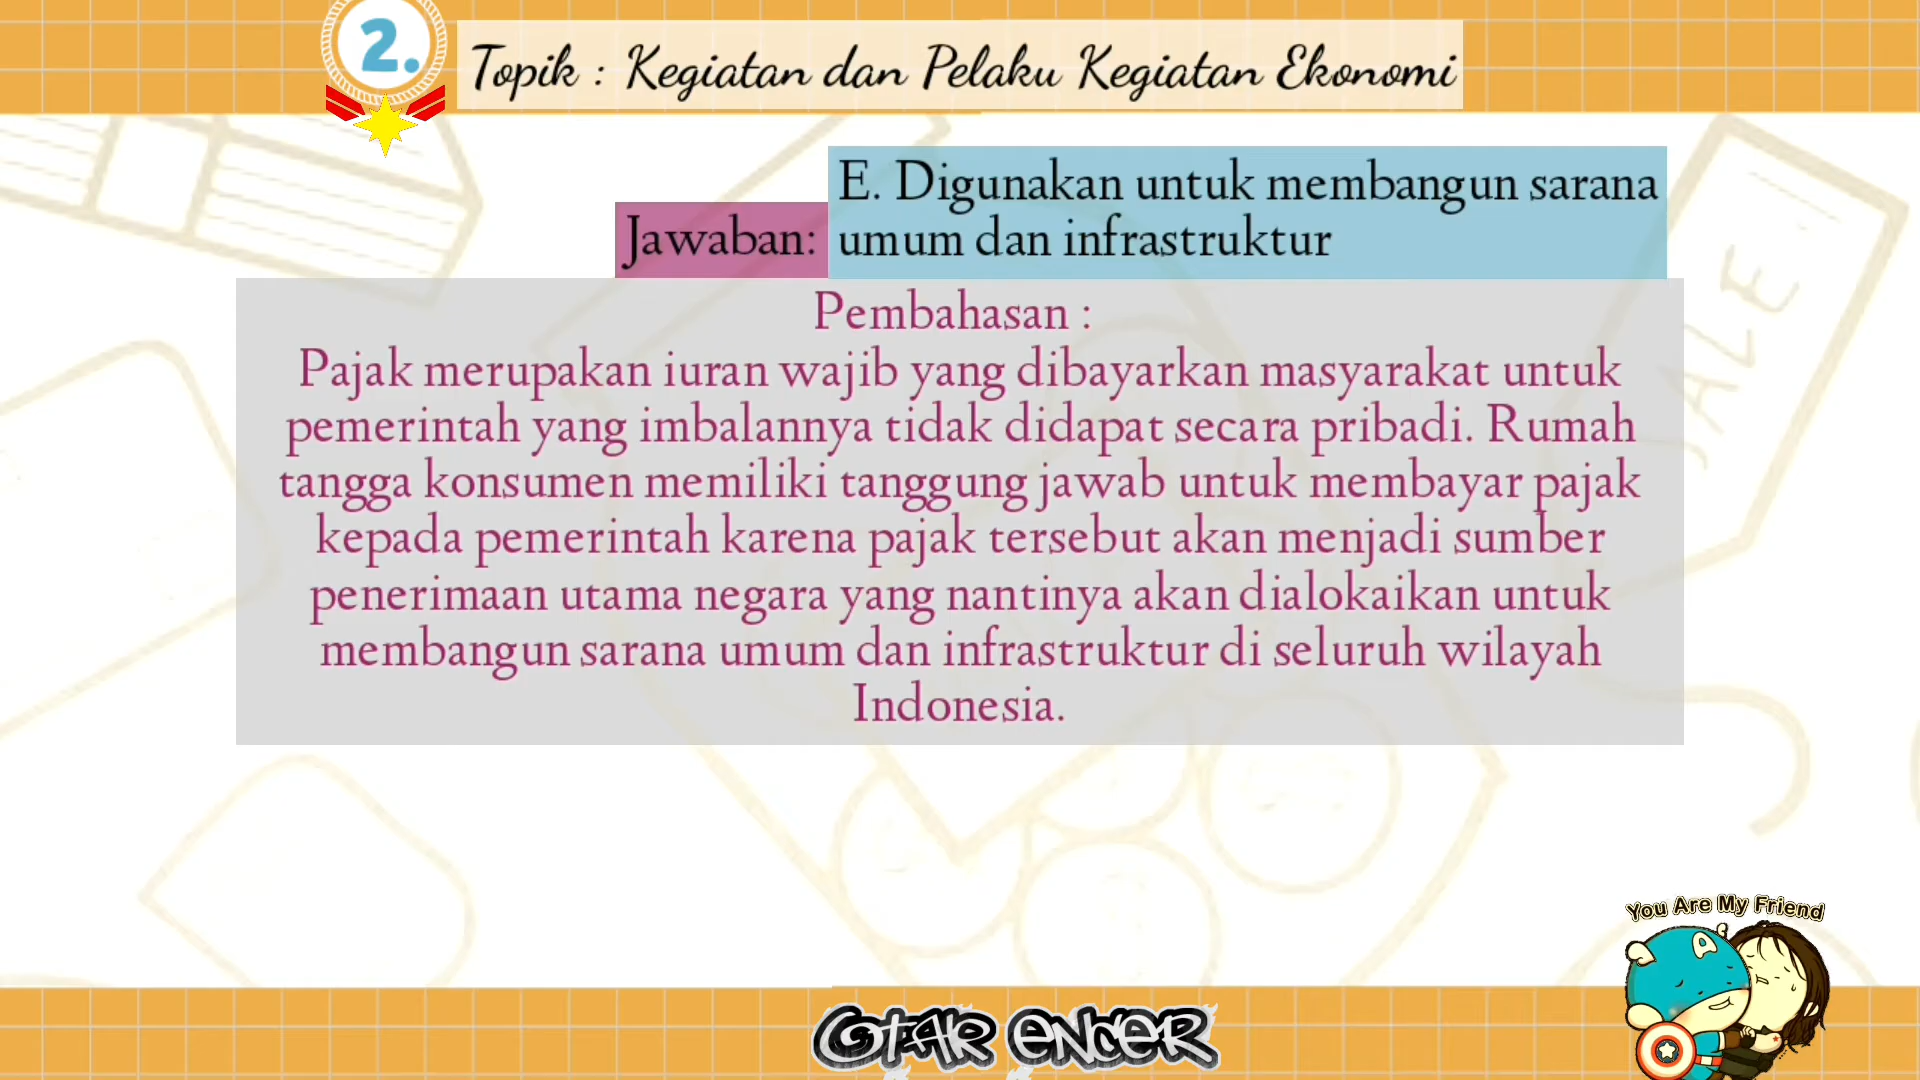 2.
Topik : Kegiatan dan Pelaku Kegiatan Ekonomi
Jawaban:
E. Digunakan untuk membangun sarana
umum dan infrastruktur
Pembahasan :
Pajak merupakan iuran wajib yang dibayarkan masyarakat untuk
pemerintah yang imbalannya tidak didapat secara pribadi. Rumah
tangga konsumen memiliki tanggung jawab untuk membayar pajak
kepada pemerintah karena pajak tersebut akan menjadi sumber
penerimaan utama negara yang nantinya akan dialokaikan untuk
membangun sarana umum dan infrastruktur di seluruh wilayah
Indonesia.
SALE
You Are My Friend
A
OTAR ENCER